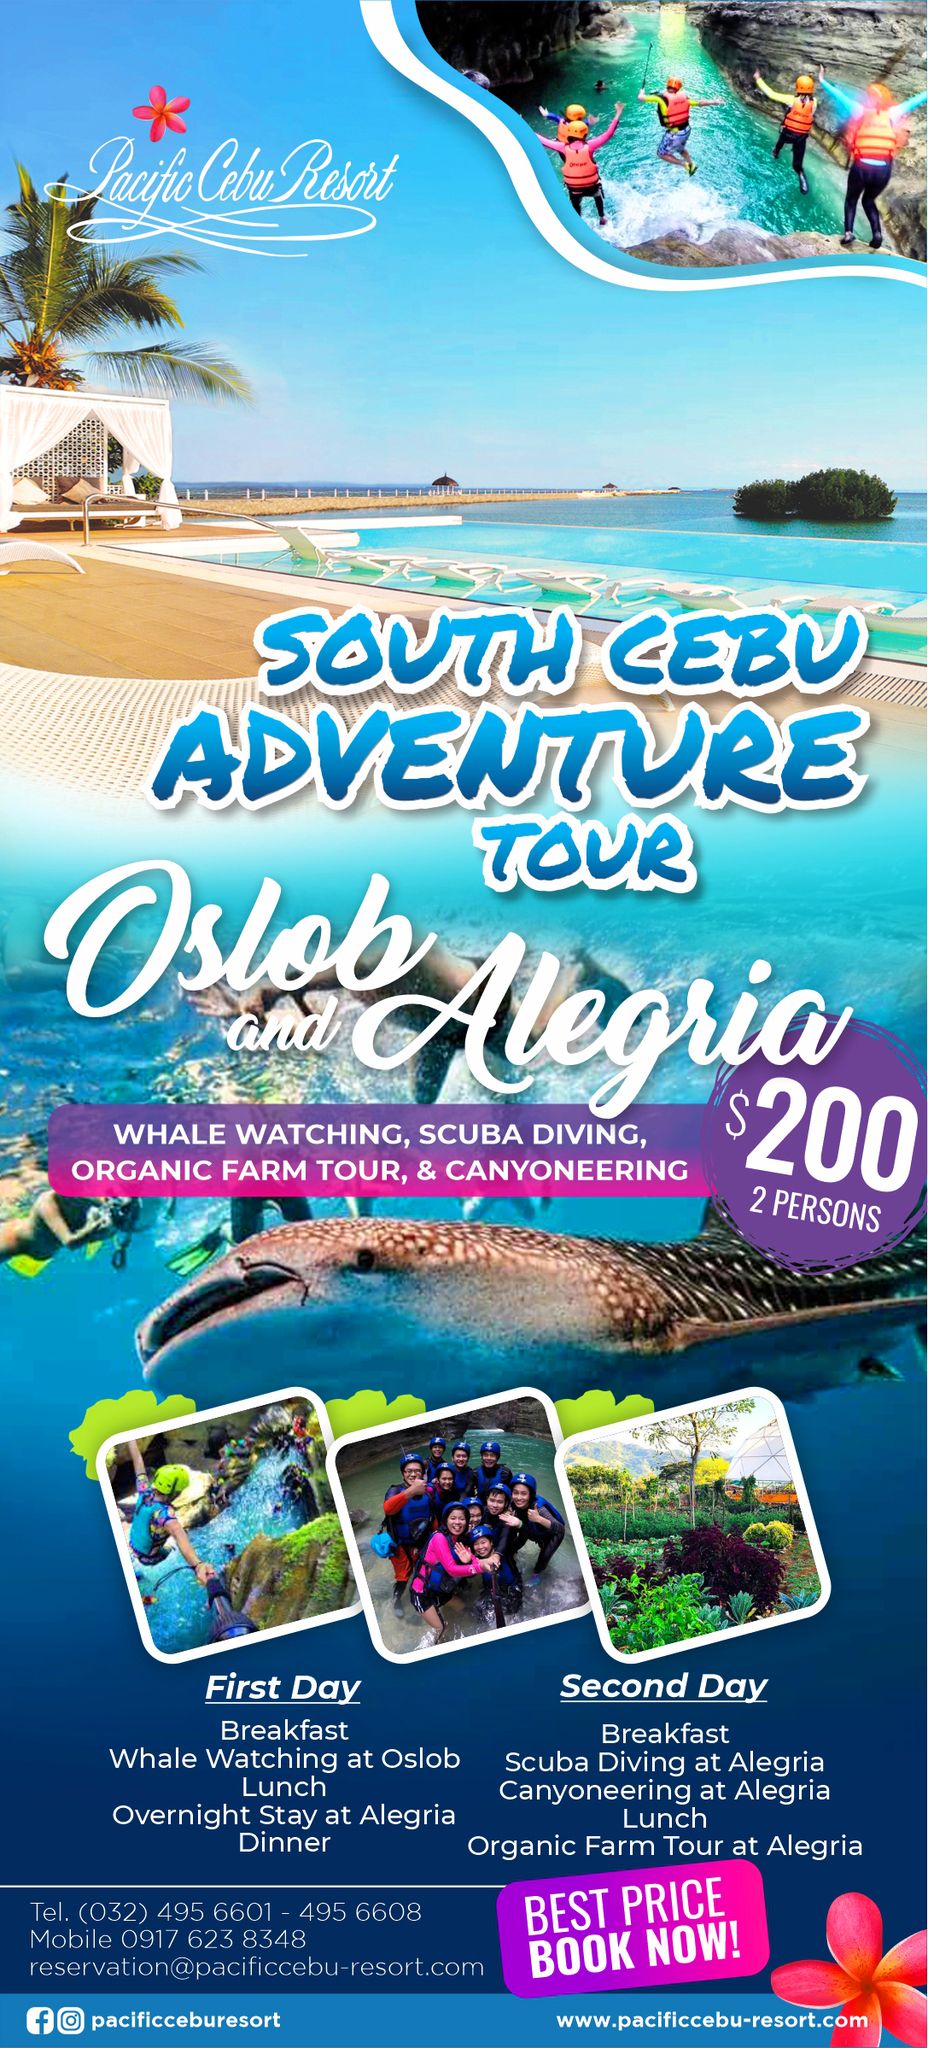 Pacific Cebu Resort
SOUTH CEBU
ADVENTURE
TOUR
Oslob
and Alegria
WHALE WATCHING, SCUBA DIVING,
ORGANIC FARM TOUR, & CANYONEERING
$200
2 PERSONS
First Day
Breakfast
Whale Watching at Oslob
Lunch
Overnight Stay at Alegria
Dinner
Second Day
Breakfast
Scuba Diving at Alegria
Canyoneering at Alegria
Lunch
Organic Farm Tour at Alegria
Tel. (032) 495 6601 - 495 6608
Mobile 0917 623 8348
reservation@pacificcebu-resort.com
BEST PRICE
BOOK NOW!
pacificceburesort
www.pacificcebu-resort.com